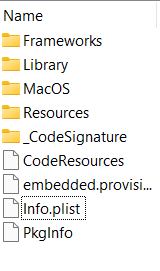 Name
Frameworks
Library
MacOS
Resources
_CodeSignature
CodeResources
embedded.provisi...
Info.plist
PkgInfo